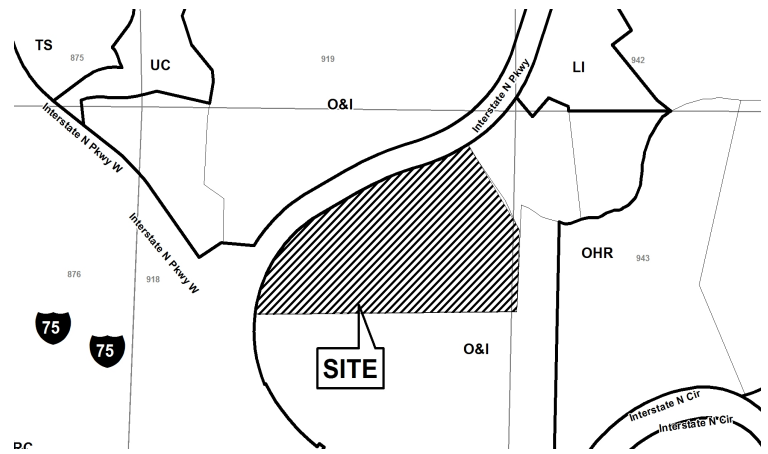 TS
875
UC
919
LI
942
O&I
Interstate N Pkwy
Interstate N Pkwy W
Interstate N Pkwy W
OHR
943
876
918
75
75
O&I
SITE
Interstate N Cir
Interstate N Cir